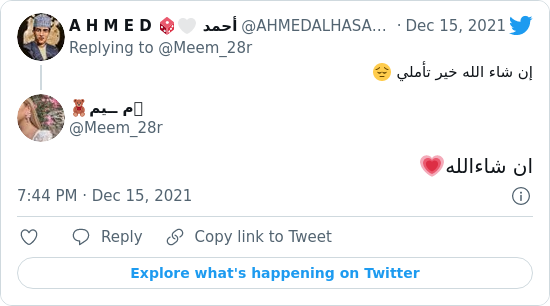 A H M E D 🎲🤍 أحمد @AHMEDALHASA… · Dec 15, 2021
Replying to @Meem_28r
إن شاء الله خير تأملي 😔
م ــيم🧸
@Meem_28r
ان شاءالله💗
7:44 PM · Dec 15, 2021
Reply Copy link to Tweet
Explore what's happening on Twitter